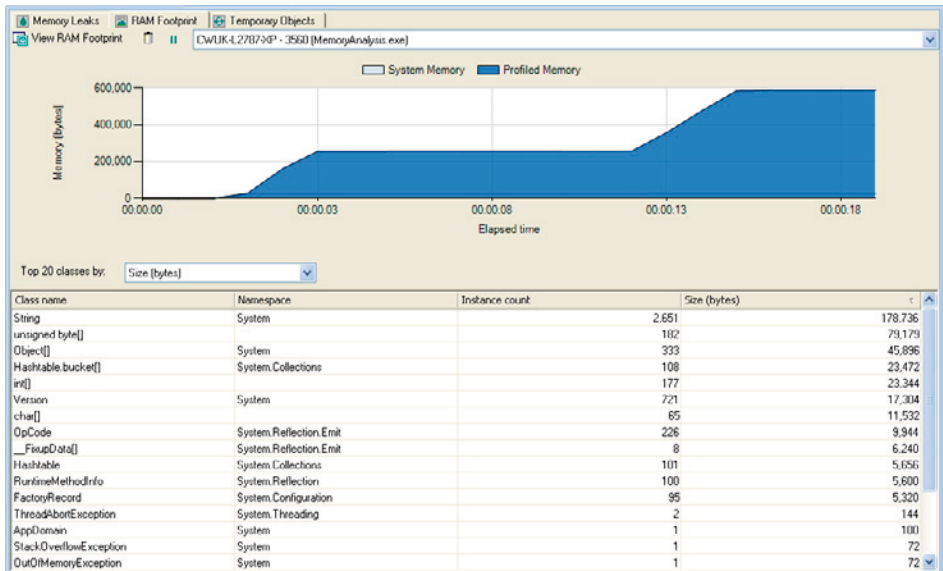 Memory Leaks RAM Footprint Temporary Objects
View RAM Footprint CWUK-L2787-XP - 3560 (MemoryAnalysis.exe)
System Memory Profiled Memory
600,000
400,000
200,000
0
Memory (bytes)
00:00:00 00:00:03 00:00:08 00:00:13 00:00:18
Elapsed time
Top 20 classes by: Size (bytes)
Class name Namespace Instance count Size (bytes)
String System 2,651 178,736
unsigned byte[] 182 79,179
Object[] System 333 45,896
Hashtable.bucket[] System.Collections 108 23,472
int[] 177 23,344
Version System 721 17,304
char[] 65 11,532
OpCode System.Reflection.Emit 226 9,944
__FixupData[] System.Reflection.Emit 8 6,240
Hashtable System.Collections 101 5,656
RuntimeMethodInfo System.Reflection 100 5,600
FactoryRecord System.Configuration 95 5,320
ThreadAbortException System.Threading 2 144
AppDomain System 1 100
StackOverflowException System 1 72
OutOfMemoryException System 1 72